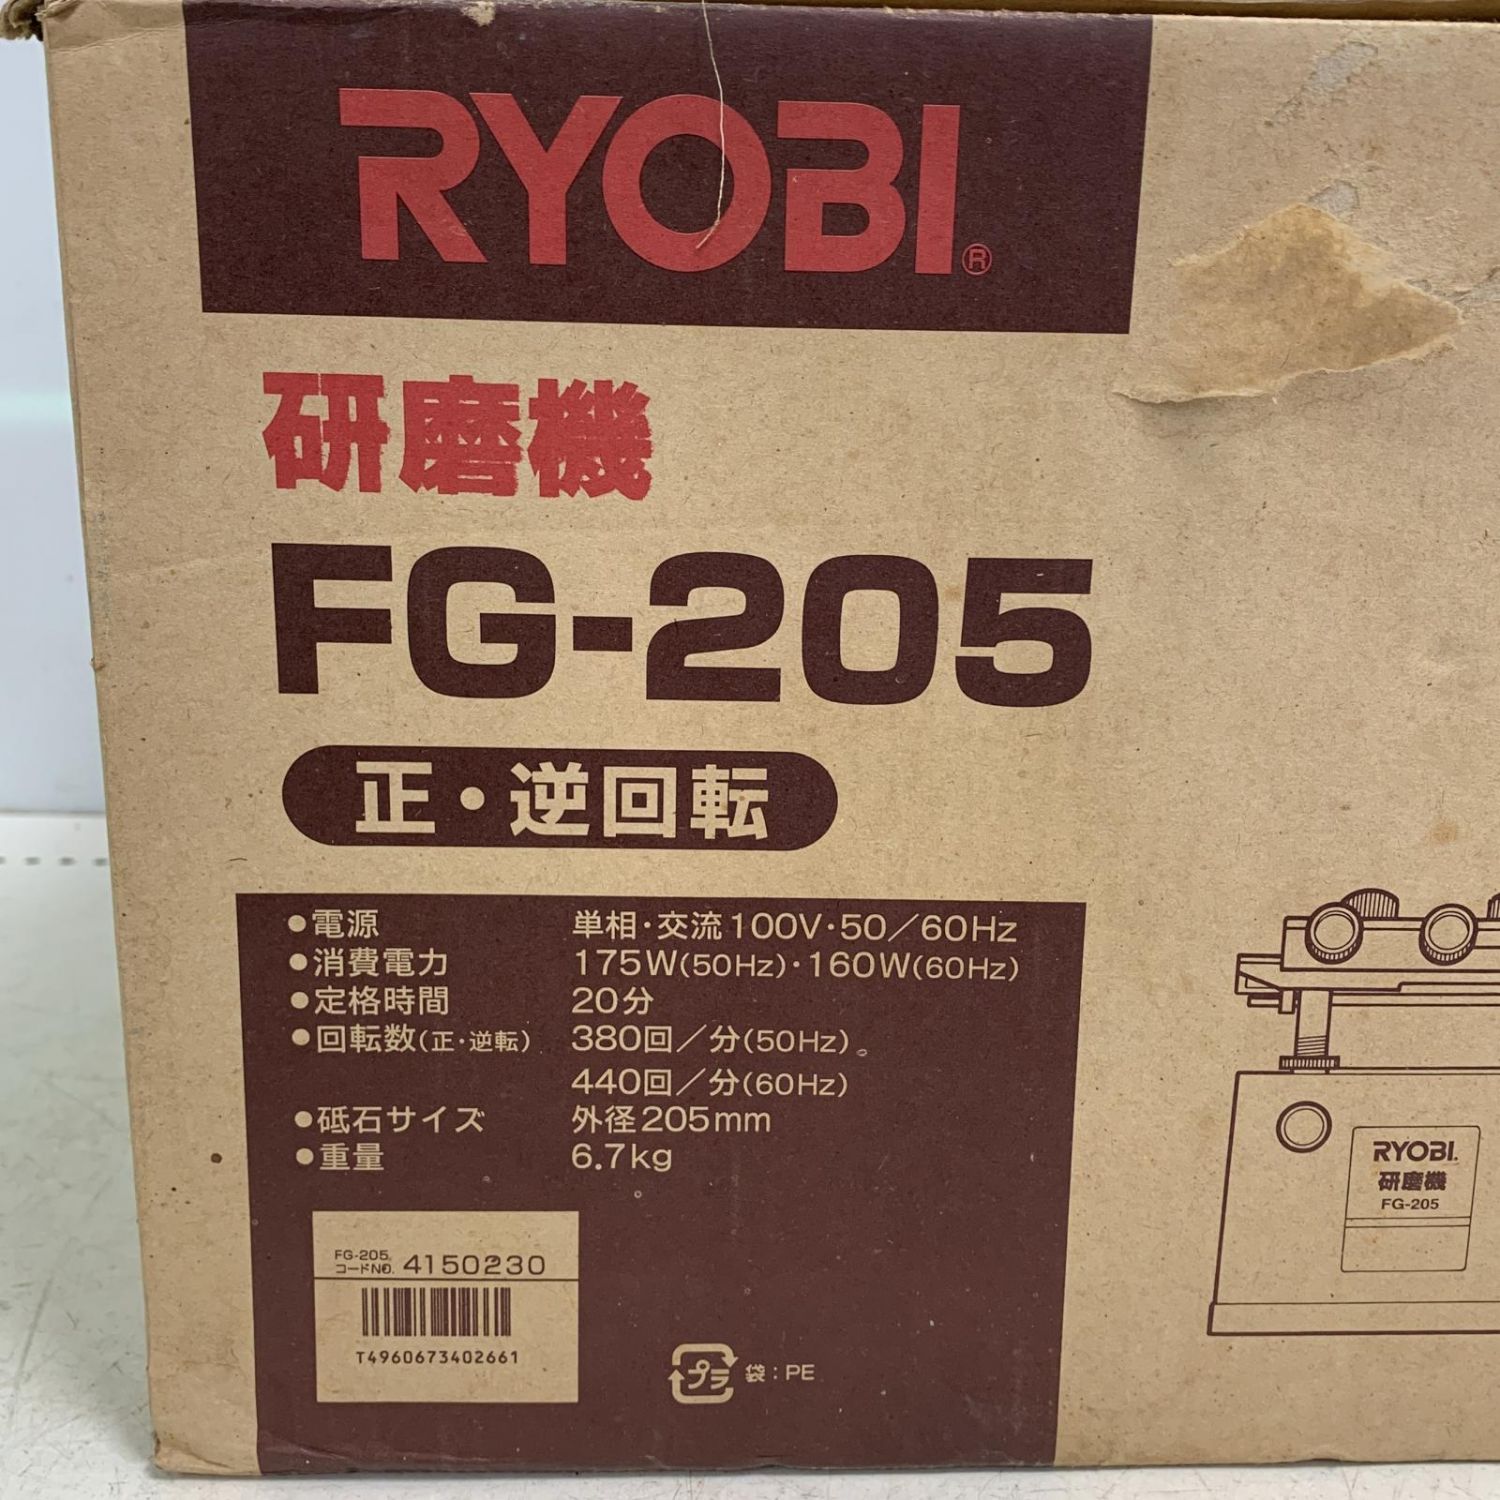 RYOBI®
研磨機
FG-205
正・逆回転
●電源 単相・交流100V・50／60Hz
●消費電力 175W(50Hz)・160W(60Hz)
●定格時間 20分
●回転数(正・逆転) 380回／分(50Hz)。
440回／分(60Hz)
●砥石サイズ 外径205mm
●重量 6.7kg
FG-205
コードNO. 4150230
T4960673402661
プラ 袋：PE
RYOBI.
研磨機
FG-205